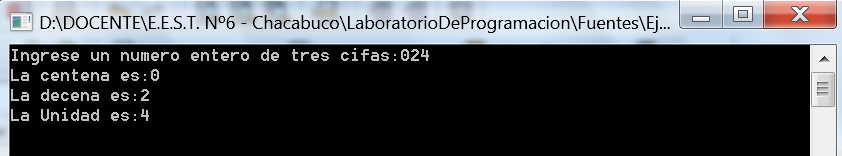 D:\DOCENTE\E.E.S.T. Nº6 - Chacabuco\LaboratorioDeProgramacion\Fuentes\Ej...
Ingrese un numero entero de tres cifas:024
La centena es:0
La decena es:2
La Unidad es:4